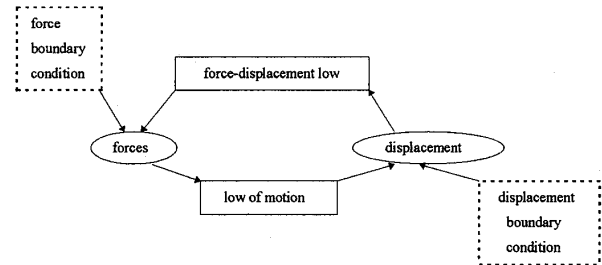 force
boundary
condition
force-displacement low
forces
displacement
low of motion
displacement
boundary
condition